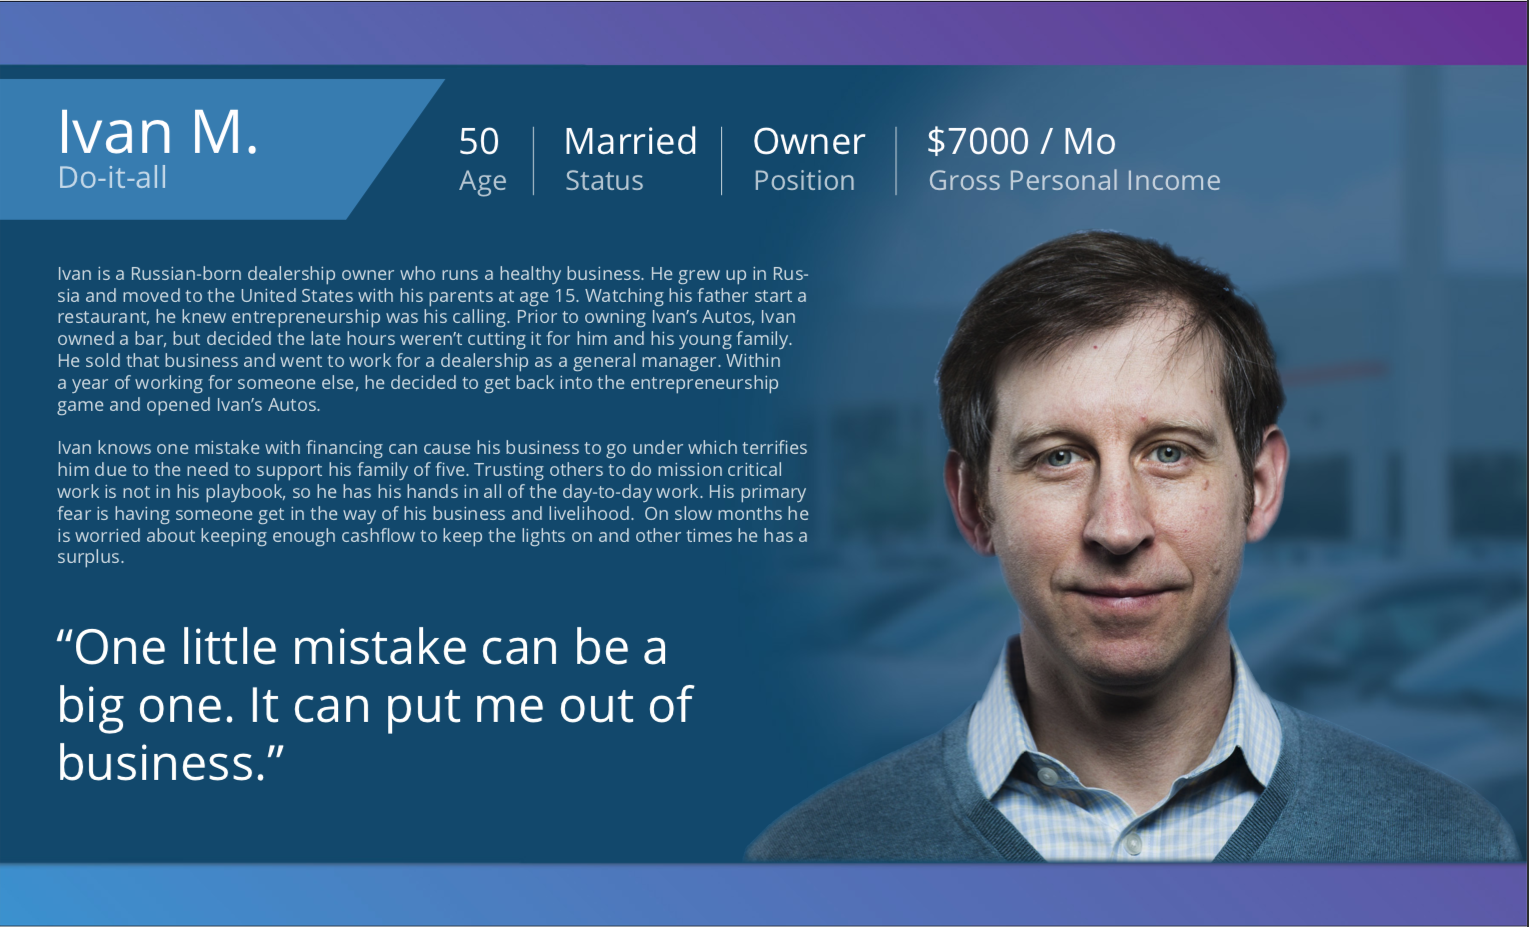 Ivan M.
Do-it-all
50
Age
Married
Status
Owner
Position
$7000 / Mo
Gross Personal Income
Ivan is a Russian-born dealership owner who runs a healthy business. He grew up in Rus-
sia and moved to the United States with his parents at age 15. Watching his father start a
restaurant, he knew entrepreneurship was his calling. Prior to owning Ivan’s Autos, Ivan
owned a bar, but decided the late hours weren’t cutting it for him and his young family.
He sold that business and went to work for a dealership as a general manager. Within
a year of working for someone else, he decided to get back into the entrepreneurship
game and opened Ivan’s Autos.
Ivan knows one mistake with financing can cause his business to go under which terrifies
him due to the need to support his family of five. Trusting others to do mission critical
work is not in his playbook, so he has his hands in all of the day-to-day work. His primary
fear is having someone get in the way of his business and livelihood.  On slow months he
is worried about keeping enough cashflow to keep the lights on and other times he has a
surplus.
“One little mistake can be a
big one. It can put me out of
business.”